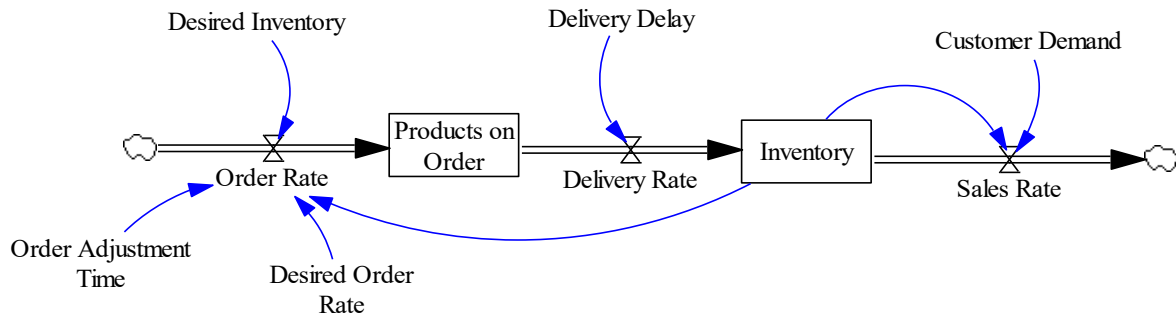 Desired Inventory
Delivery Delay
Customer Demand
Products on
Order
Inventory
Order Rate
Delivery Rate
Sales Rate
Order Adjustment
Time
Desired Order
Rate